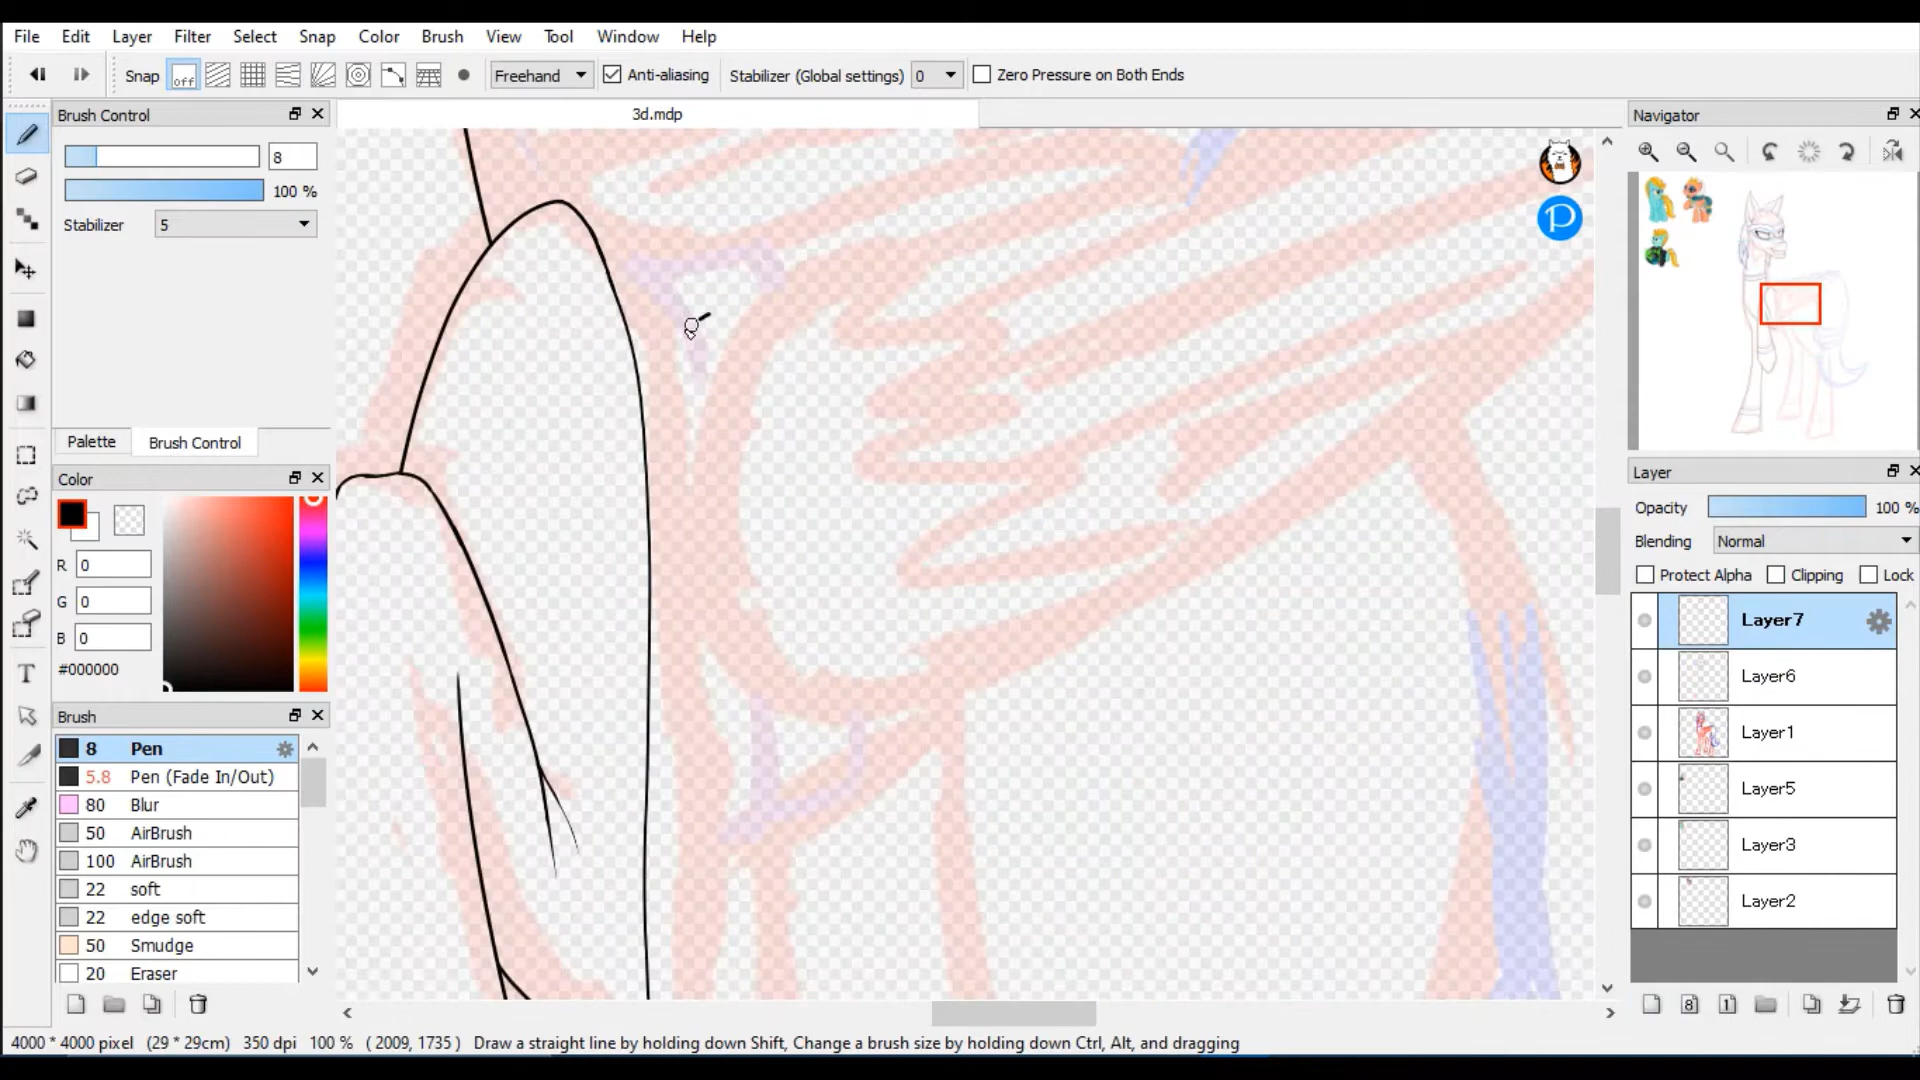 File Edit Layer Filter Select Snap Color Brush View Tool Window Help
Snap off Freehand Anti-aliasing Stabilizer (Global settings) 0 Zero Pressure on Both Ends
Brush Control
3d.mdp
Navigator
8
100 %
Stabilizer 5
Palette Brush Control
Color
R 0
G 0
B 0
#000000
Brush
8 Pen
5.8 Pen (Fade In/Out)
80 Blur
50 AirBrush
100 AirBrush
22 soft
22 edge soft
50 Smudge
20 Eraser
P
Layer
Opacity 100 %
Blending Normal
Protect Alpha Clipping Lock
Layer7
Layer6
Layer1
Layer5
Layer3
Layer2
8 1
T
4000 * 4000 pixel (29 * 29cm) 350 dpi 100 % ( 2009, 1735 ) Draw a straight line by holding down Shift, Change a brush size by holding down Ctrl, Alt, and dragging